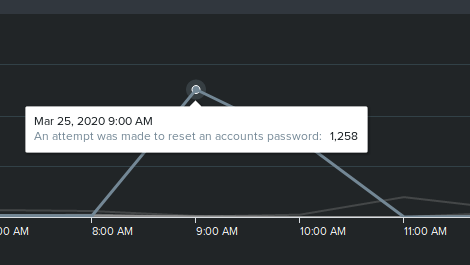 Mar 25, 2020 9:00 AM
An attempt was made to reset an accounts password: 1,258
00 AM 8:00 AM 9:00 AM 10:00 AM 11:00 AM